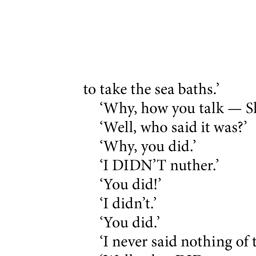 to take the sea baths.’
‘Why, how you talk — 
‘Well, who said it was?’
‘Why, you did.’
‘I DIDN’T nuther.’
‘You did!’
‘I didn’t.’
‘You did.’
‘I never said nothing of